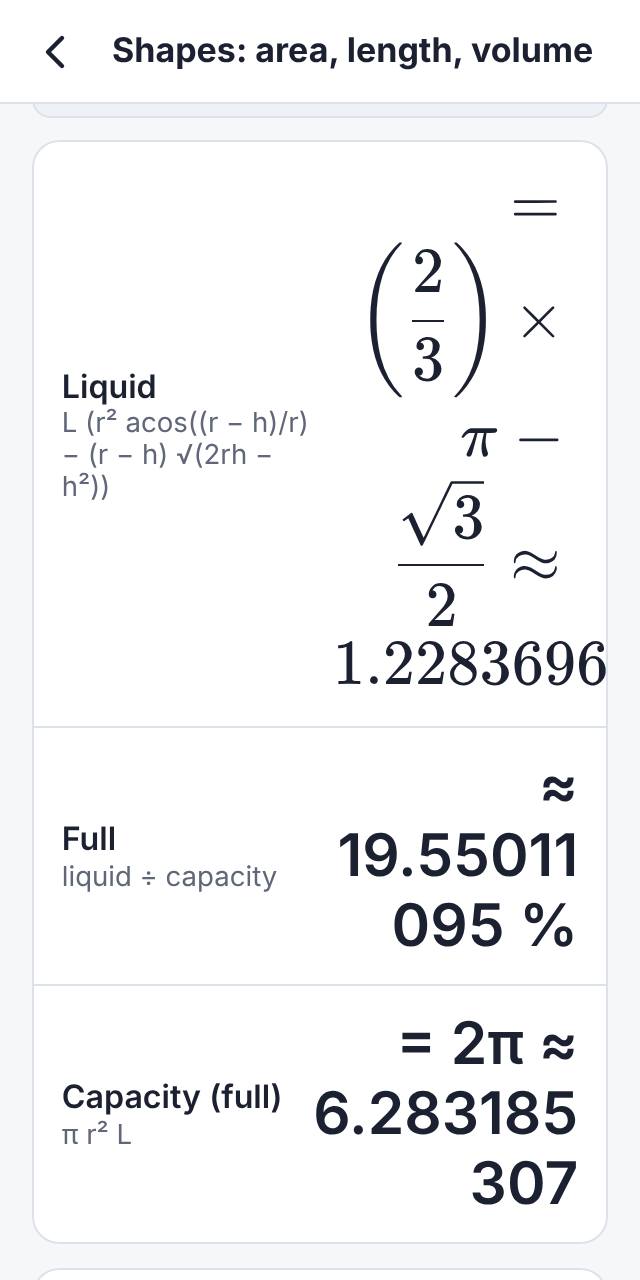 Shapes: area, length, volume
Liquid
L (r² acos((r − h)/r)
− (r − h) √(2rh −
h²))
=
(2/3) ×
π −
√3/2 ≈
1.2283696
Full
liquid ÷ capacity
≈
19.55011
095 %
Capacity (full)
π r² L
= 2π ≈
6.283185
307